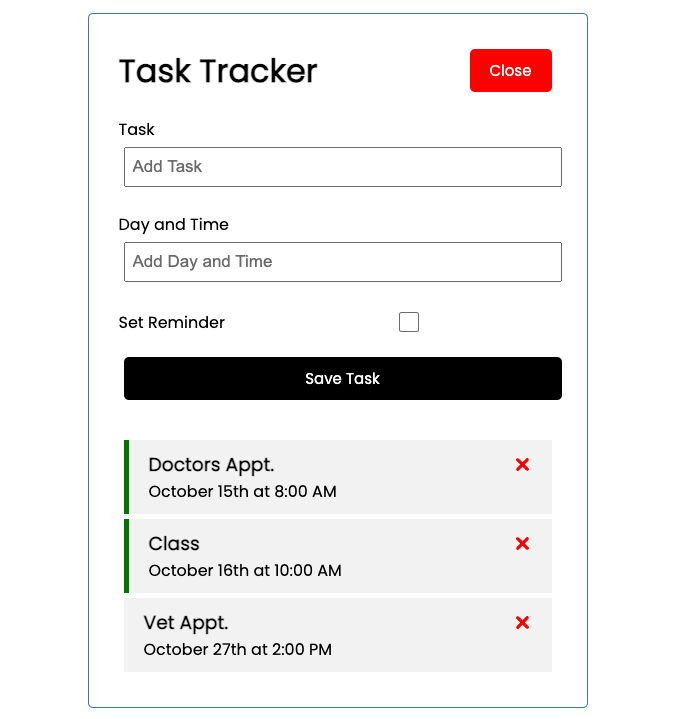 Task Tracker
Close
Task
Add Task
Day and Time
Add Day and Time
Set Reminder
Save Task
Doctors Appt.
October 15th at 8:00 AM
Class
October 16th at 10:00 AM
Vet Appt.
October 27th at 2:00 PM